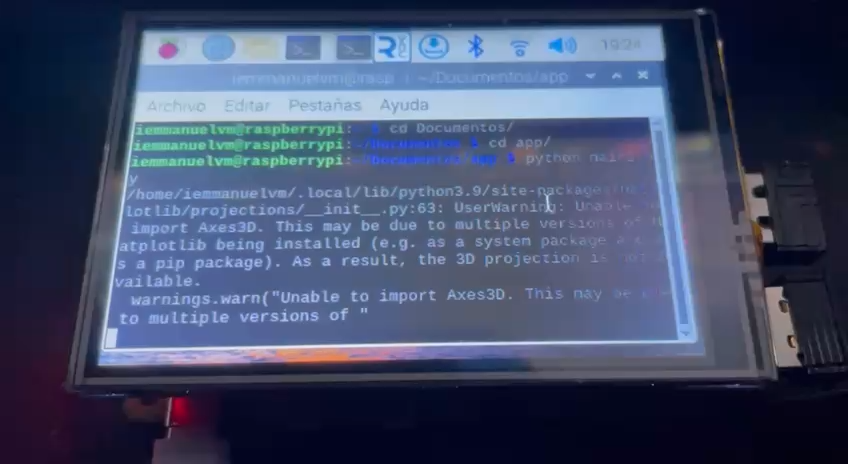 19:24
iemmanuelvm@rasp ~/Documentos/app
Archivo Editar Pestañas Ayuda
iemmanuelvm@raspberrypi:~ $ cd Documentos/
iemmanuelvm@raspberrypi:~/Documentos $ cd app/
iemmanuelvm@raspberrypi:~/Documentos/app $ python
y
/home/iemmanuelvm/.local/lib/python3.9/site-packages/
lotlib/projections/__init__.py:63: UserWarning: Unable
import Axes3D. This may be due to multiple versions of
atplotlib being installed (e.g. as a system package
s a pip package). As a result, the 3D projection is not
vailable.
warnings.warn("Unable to import Axes3D. This may be
to multiple versions of "